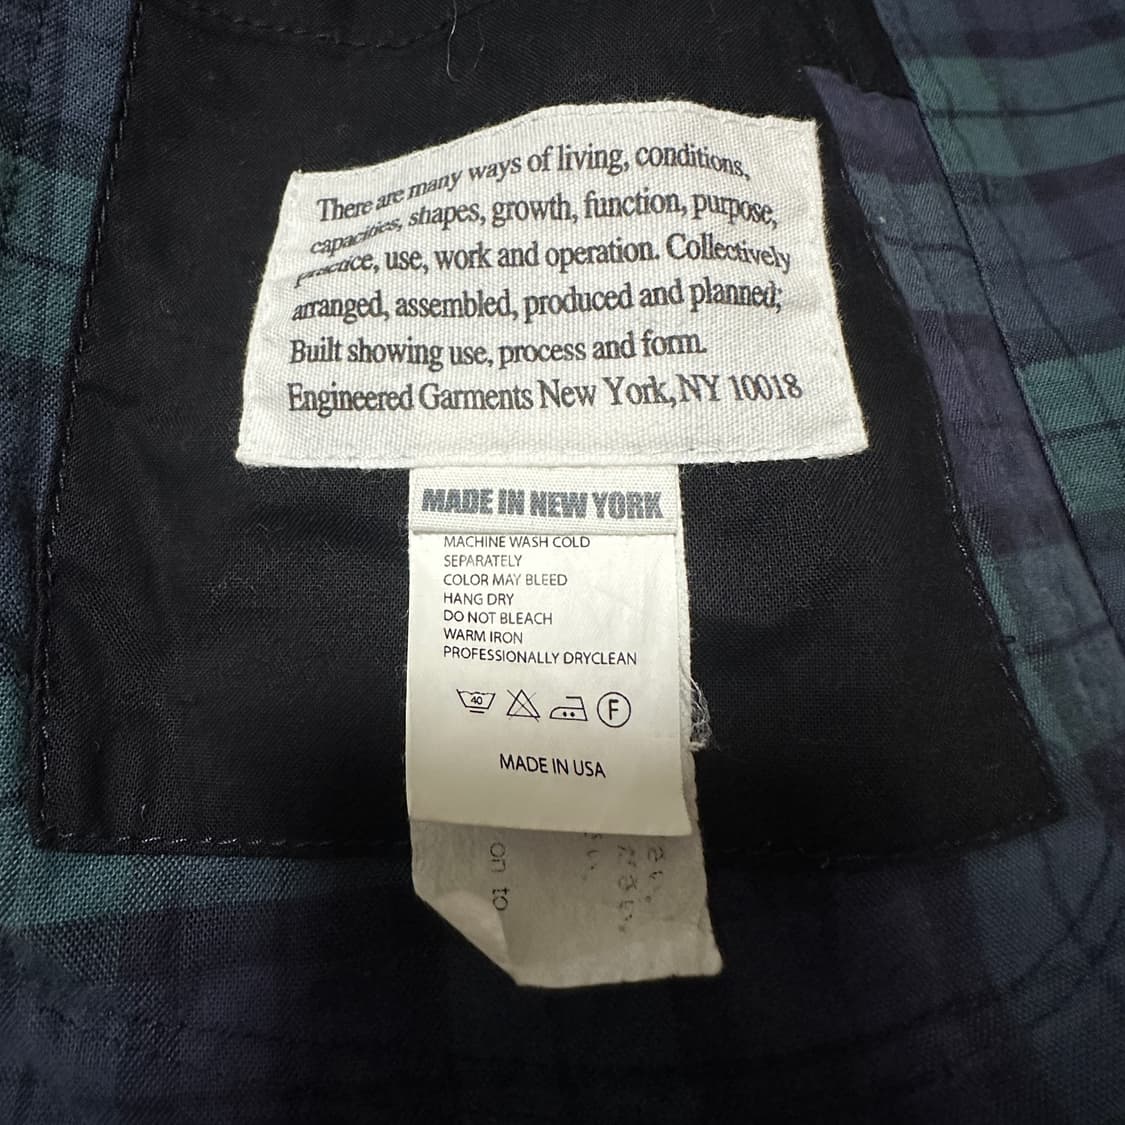 There are many ways of living, conditions,
capacities, shapes, growth, function, purpose,
practice, use, work and operation. Collectively
arranged, assembled, produced and planned;
Built showing use, process and form.
Engineered Garments New York, NY 10018
MADE IN NEW YORK
MACHINE WASH COLD
SEPARATELY
COLOR MAY BLEED
HANG DRY
DO NOT BLEACH
WARM IRON
PROFESSIONALLY DRYCLEAN
40 F
MADE IN USA
on to